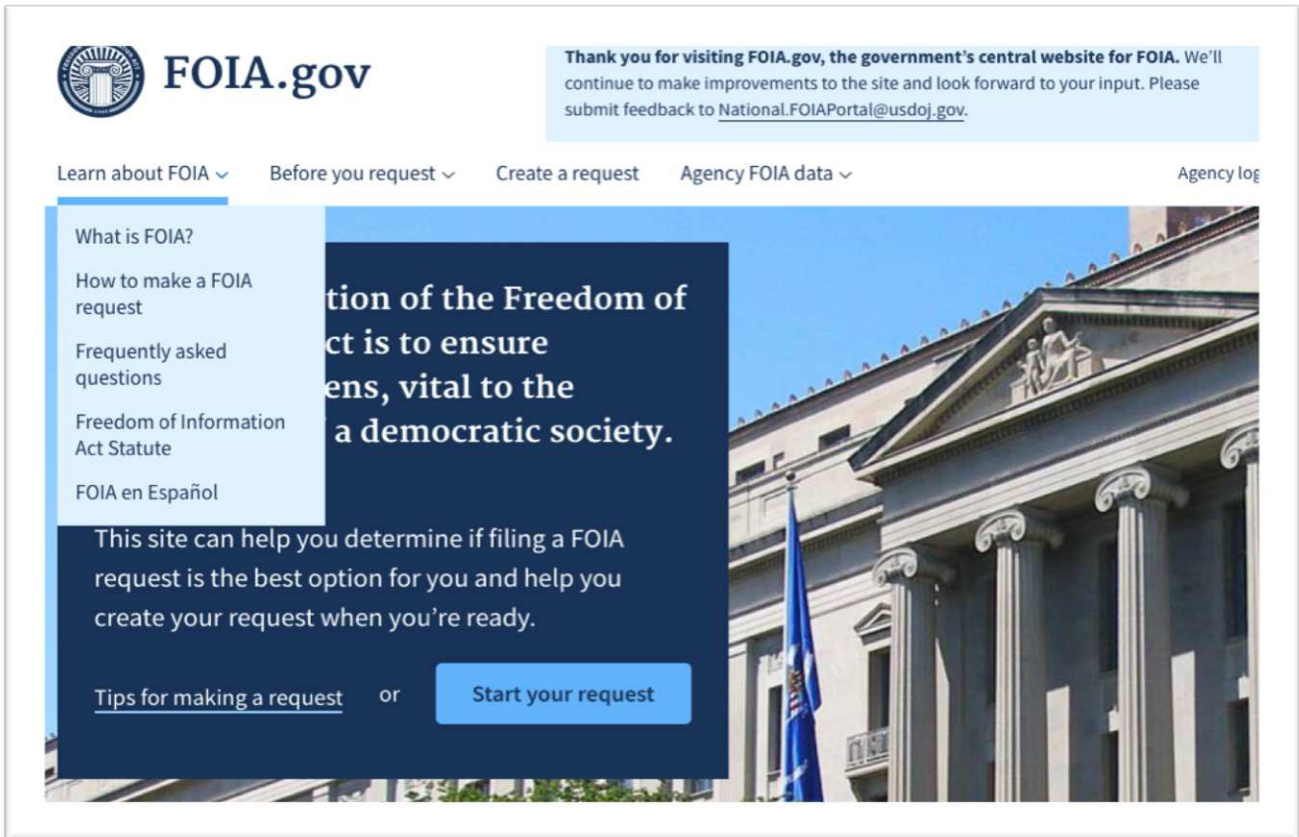 FOIA.gov
Thank you for visiting FOIA.gov, the government's central website for FOIA. We'll
continue to make improvements to the site and look forward to your input. Please
submit feedback to National.FOIAPortal@usdoj.gov.
Learn about FOIA Before you request Create a request Agency FOIA data Agency log
What is FOIA?
How to make a FOIA
request
Frequently asked
questions
Freedom of Information
Act Statute
FOIA en Español
tion of the Freedom of
ct is to ensure
ens, vital to the
a democratic society.
This site can help you determine if filing a FOIA
request is the best option for you and help you
create your request when you're ready.
Tips for making a request or Start your request